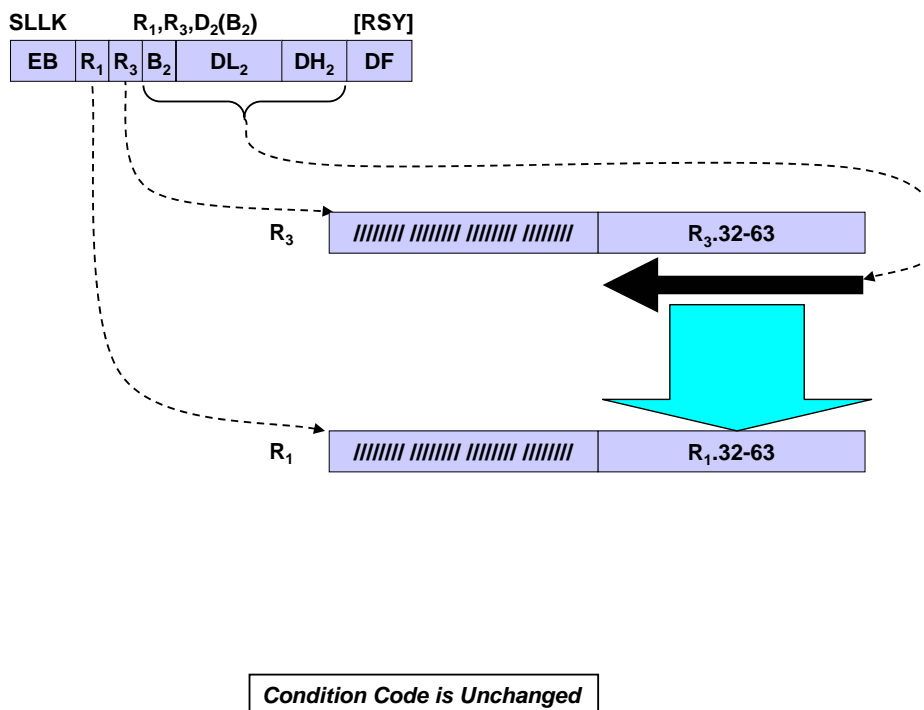 SLLK R₁,R₃,D₂(B₂) [RSY]
EB R₁ R₃ B₂ DL₂ DH₂ DF
R₃ //////// //////// //////// //////// R₃.32-63
R₁ //////// //////// //////// //////// R₁.32-63
Condition Code is Unchanged